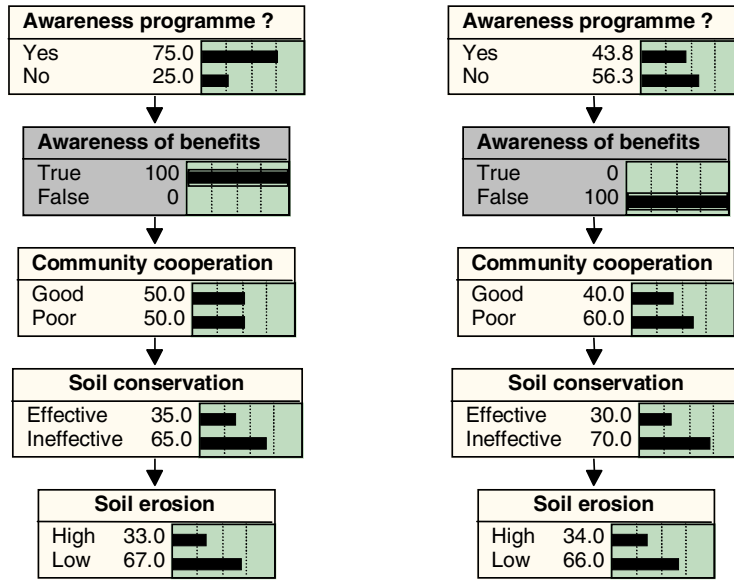 Awareness programme ?
Yes 75.0
No 25.0
Awareness of benefits
True 100
False 0
Community cooperation
Good 50.0
Poor 50.0
Soil conservation
Effective 35.0
Ineffective 65.0
Soil erosion
High 33.0
Low 67.0
Awareness programme ?
Yes 43.8
No 56.3
Awareness of benefits
True 0
False 100
Community cooperation
Good 40.0
Poor 60.0
Soil conservation
Effective 30.0
Ineffective 70.0
Soil erosion
High 34.0
Low 66.0